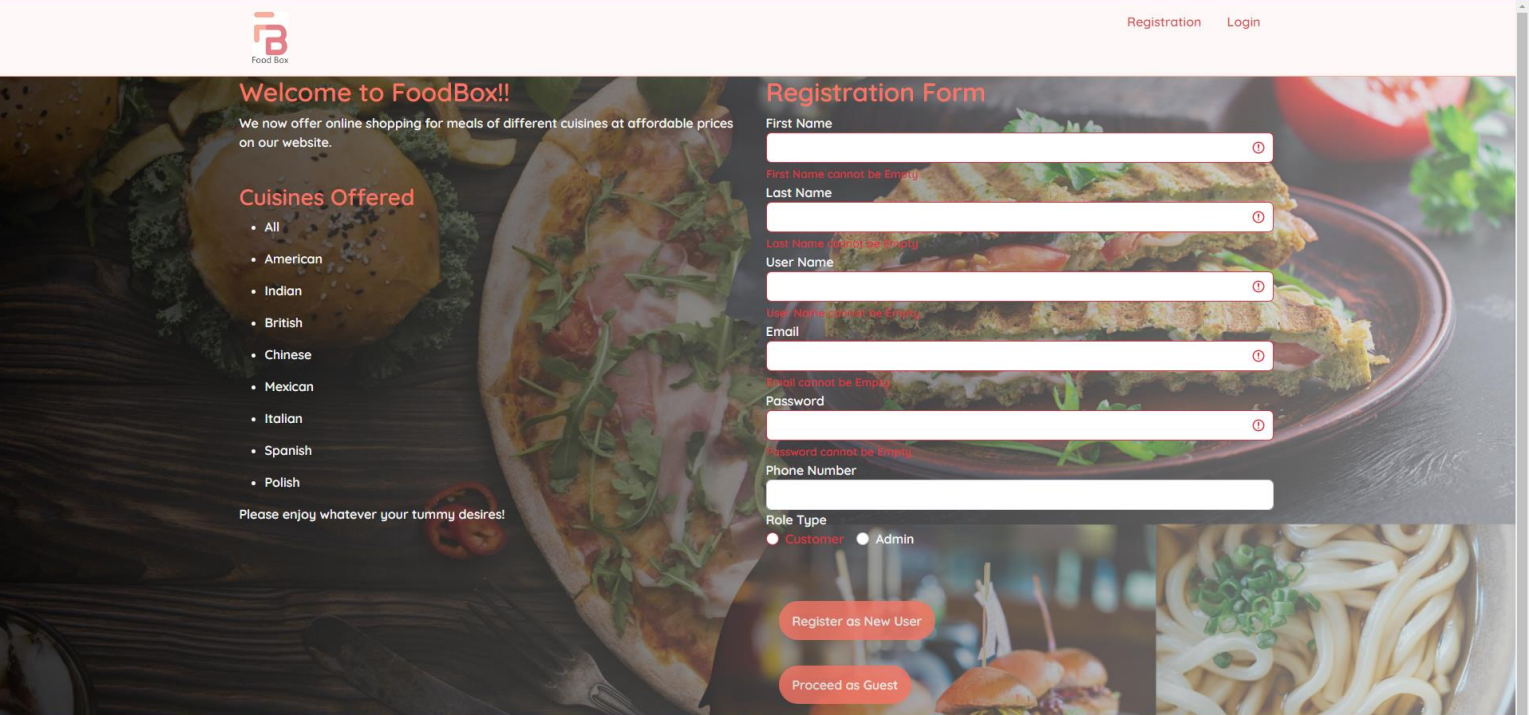 Food Box
Registration
Login
Welcome to FoodBox!!
We now offer online shopping for meals of different cuisines at affordable prices
on our website.
Cuisines Offered
All
American
Indian
British
Chinese
Mexican
Italian
Spanish
Polish
Please enjoy whatever your tummy desires!
Registration Form
First Name
First Name cannot be Empty
Last Name
Last Name cannot be Empty
User Name
User Name cannot be Empty
Email
Email cannot be Empty
Password
Password cannot be Empty
Phone Number
Role Type
Customer Admin
Register as New User
Proceed as Guest